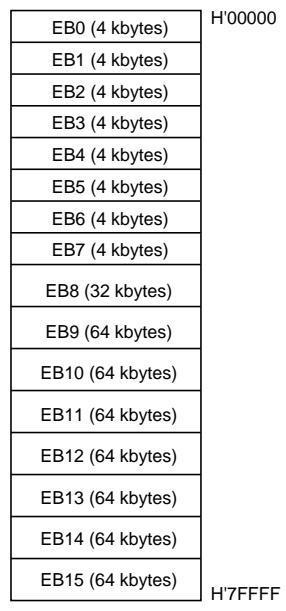 H'00000
EB0 (4 kbytes)
EB1 (4 kbytes)
EB2 (4 kbytes)
EB3 (4 kbytes)
EB4 (4 kbytes)
EB5 (4 kbytes)
EB6 (4 kbytes)
EB7 (4 kbytes)
EB8 (32 kbytes)
EB9 (64 kbytes)
EB10 (64 kbytes)
EB11 (64 kbytes)
EB12 (64 kbytes)
EB13 (64 kbytes)
EB14 (64 kbytes)
EB15 (64 kbytes)
H'7FFFF